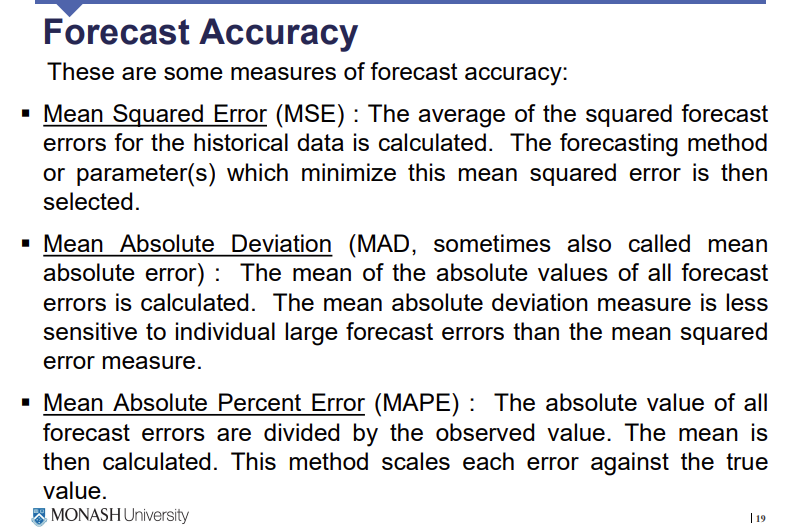 Forecast Accuracy
These are some measures of forecast accuracy:
▪ Mean Squared Error (MSE) : The average of the squared forecast
errors for the historical data is calculated. The forecasting method
or parameter(s) which minimize this mean squared error is then
selected.
▪ Mean Absolute Deviation (MAD, sometimes also called mean
absolute error) : The mean of the absolute values of all forecast
errors is calculated. The mean absolute deviation measure is less
sensitive to individual large forecast errors than the mean squared
error measure.
▪ Mean Absolute Percent Error (MAPE) : The absolute value of all
forecast errors are divided by the observed value. The mean is
then calculated. This method scales each error against the true
value.
MONASH University
| 19